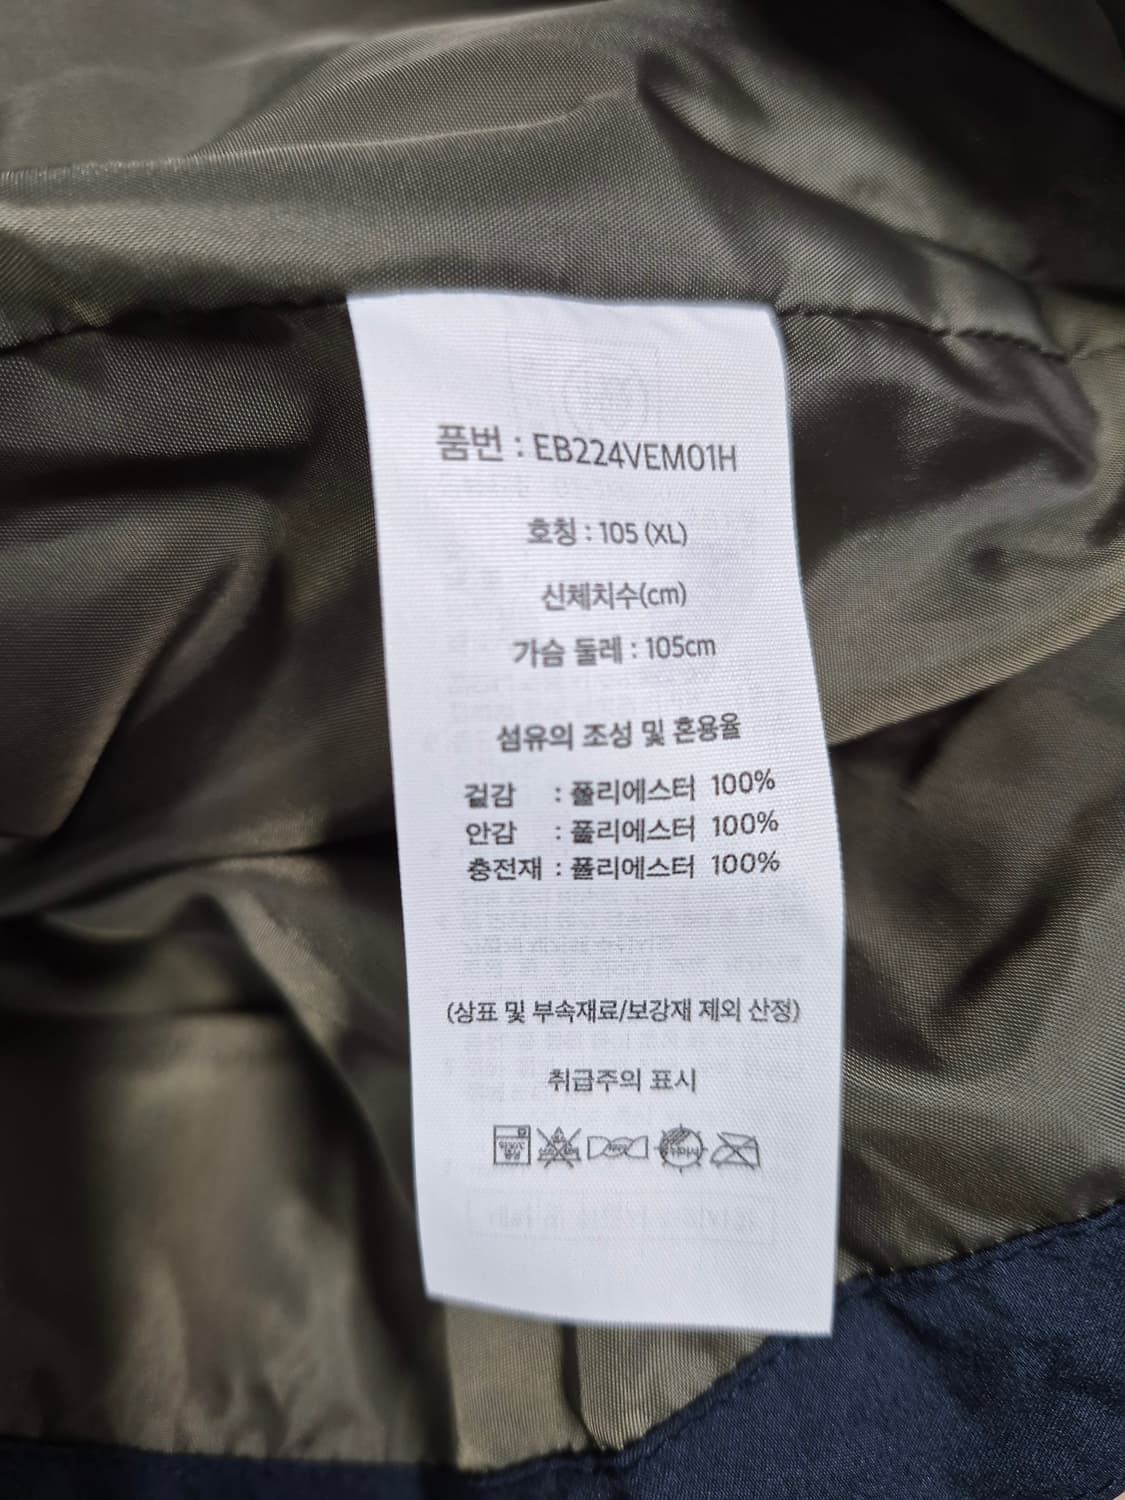 품번 : EB224VEM01H
호칭 : 105 (XL)
신체치수(cm)
가슴 둘레 : 105cm
섬유의 조성 및 혼용율
겉감 : 폴리에스터 100%
안감 : 폴리에스터 100%
충전재 : 폴리에스터 100%
(상표 및 부속재료/보강재 제외 산정)
취급주의 표시